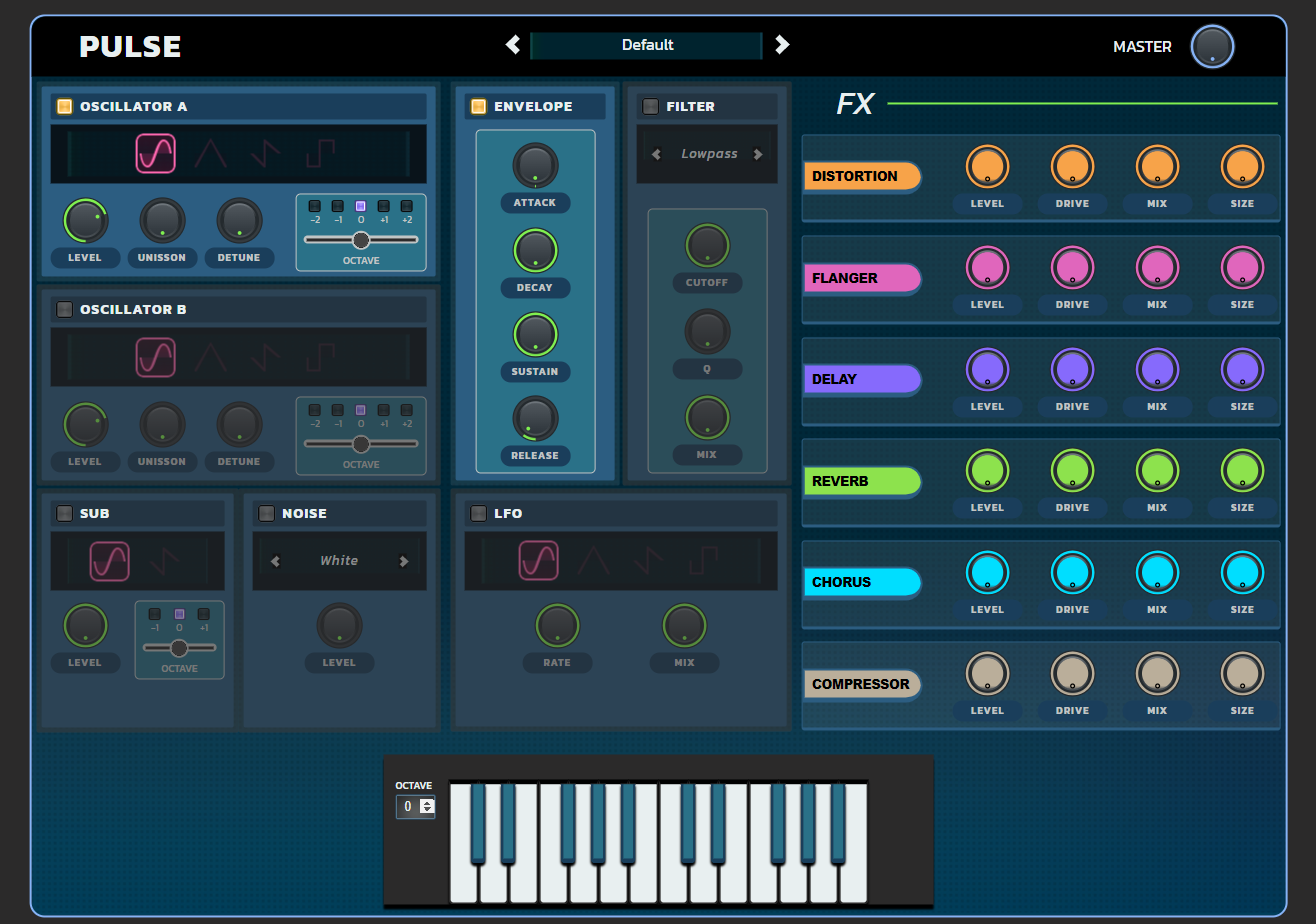 PULSE
Default
MASTER
OSCILLATOR A
LEVEL UNISSON DETUNE
-2 -1 0 +1 +2
OCTAVE
OSCILLATOR B
LEVEL UNISSON DETUNE
-2 -1 0 +1 +2
OCTAVE
ENVELOPE
ATTACK
DECAY
SUSTAIN
RELEASE
FILTER
Lowpass
CUTOFF
Q
MIX
SUB
LEVEL
-1 0 +1
OCTAVE
NOISE
White
LEVEL
LFO
RATE MIX
FX
DISTORTION
LEVEL DRIVE MIX SIZE
FLANGER
LEVEL DRIVE MIX SIZE
DELAY
LEVEL DRIVE MIX SIZE
REVERB
LEVEL DRIVE MIX SIZE
CHORUS
LEVEL DRIVE MIX SIZE
COMPRESSOR
LEVEL DRIVE MIX SIZE
OCTAVE
0